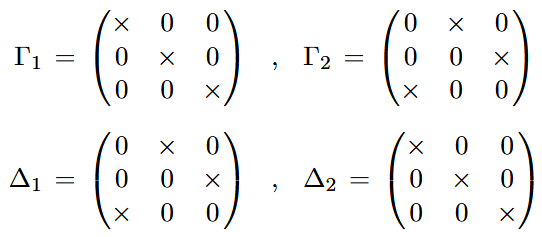 Γ₁ = (× 0 0
0 × 0
0 0 ×) , Γ₂ = (0 × 0
0 0 ×
× 0 0)
Δ₁ = (0 × 0
0 0 ×
× 0 0) , Δ₂ = (× 0 0
0 × 0
0 0 ×)